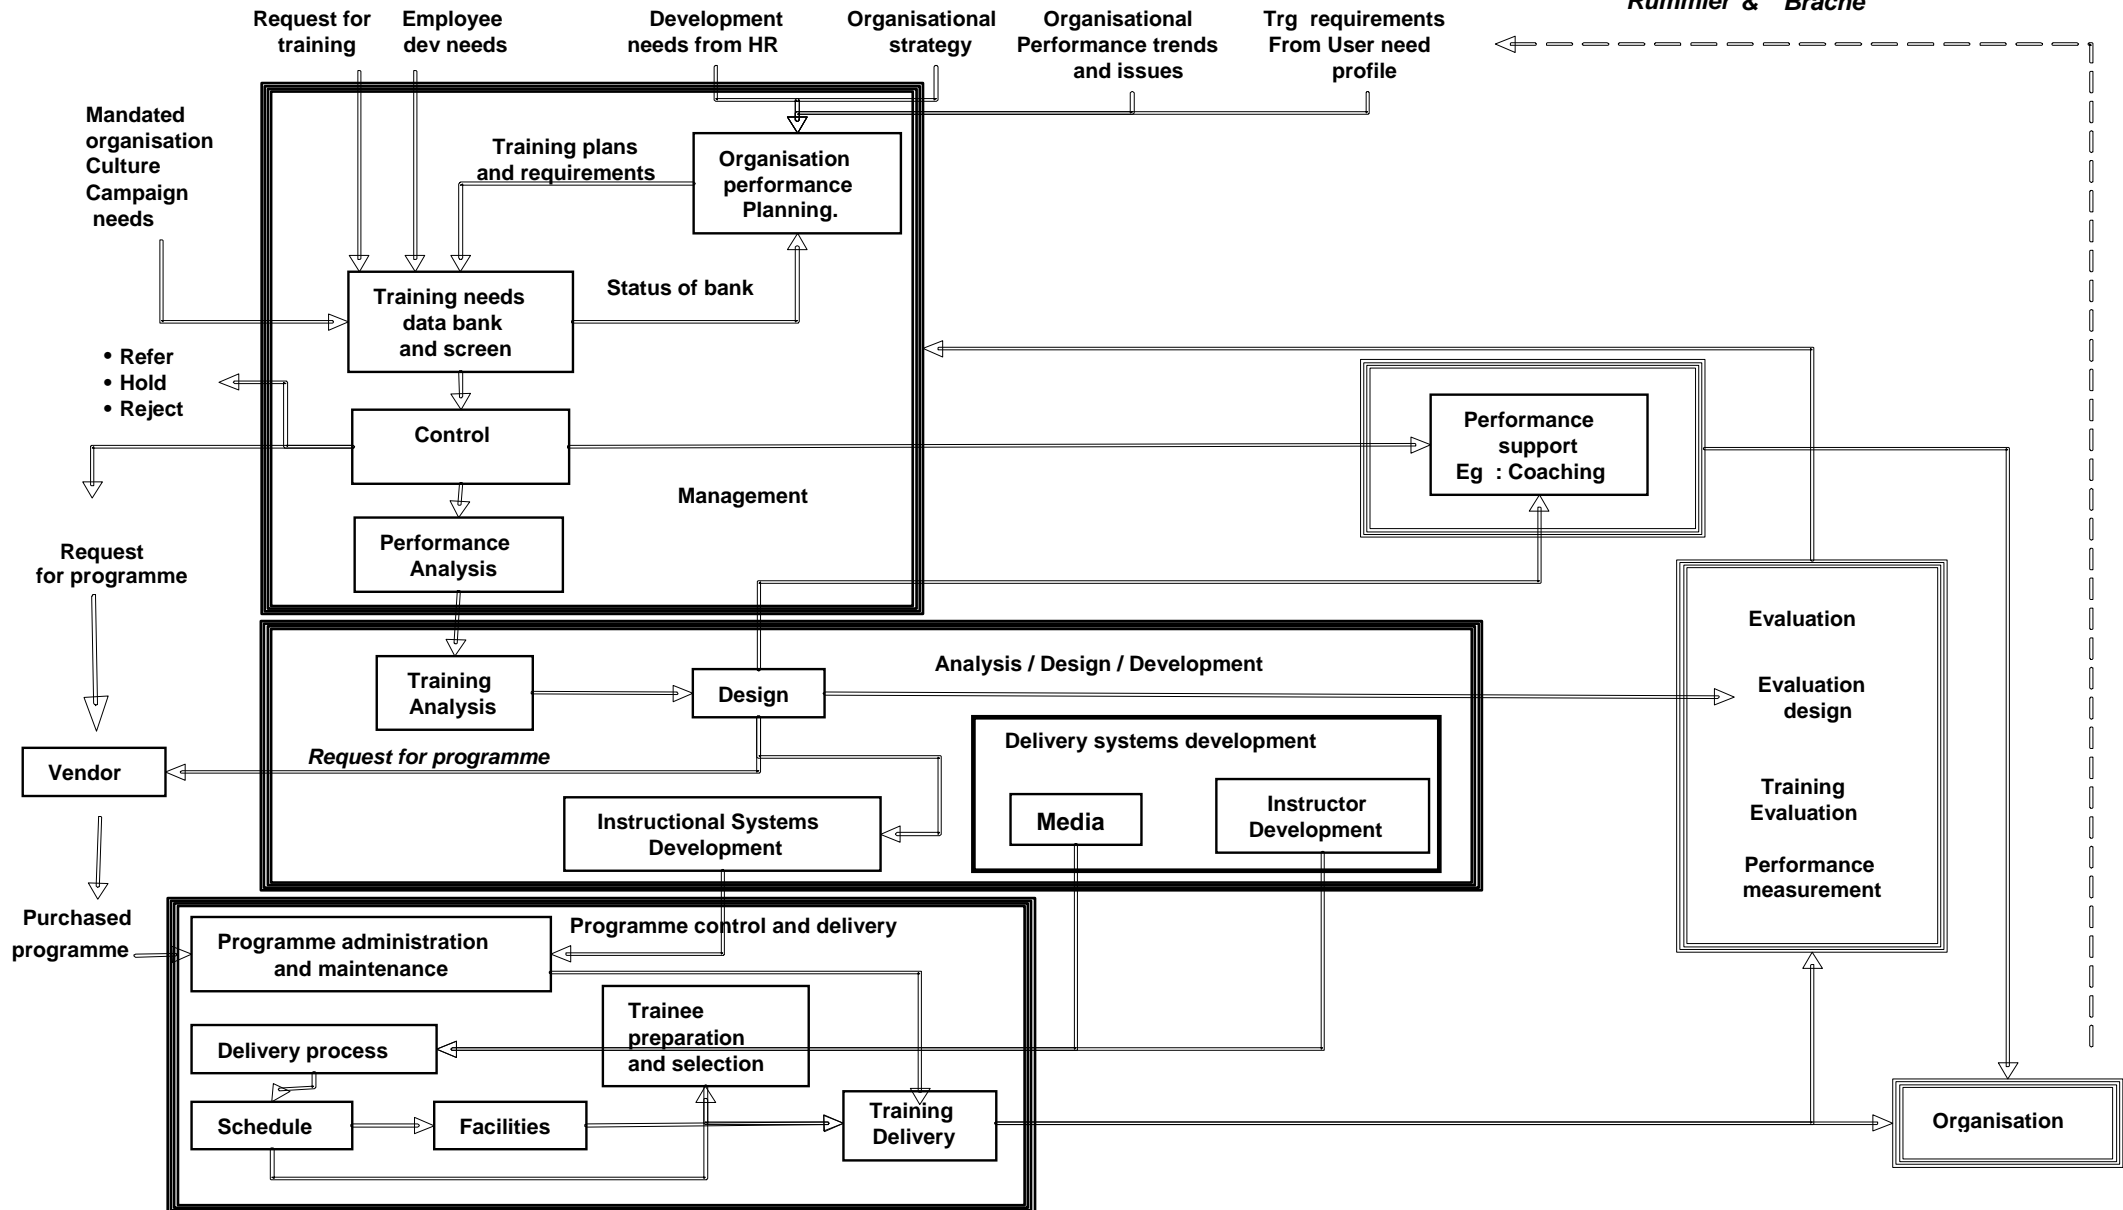 Rummler & Brache
Request for
training
Employee
dev needs
Development
needs from HR
Organisational
strategy
Organisational
Performance trends
and issues
Trg requirements
From User need
profile
Mandated
organisation
Culture
Campaign
needs
Training plans
and requirements
Organisation
performance
Planning.
Training needs
data bank
and screen
Status of bank
• Refer
• Hold
• Reject
Control
Performance
support
Eg : Coaching
Management
Performance
Analysis
Request
for programme
Evaluation
Evaluation
design
Training
Evaluation
Performance
measurement
Analysis / Design / Development
Training
Analysis
Design
Request for programme
Vendor
Delivery systems development
Media
Instructor
Development
Instructional Systems
Development
Purchased
programme
Programme control and delivery
Programme administration
and maintenance
Trainee
preparation
and selection
Delivery process
Schedule
Facilities
Training
Delivery
Organisation